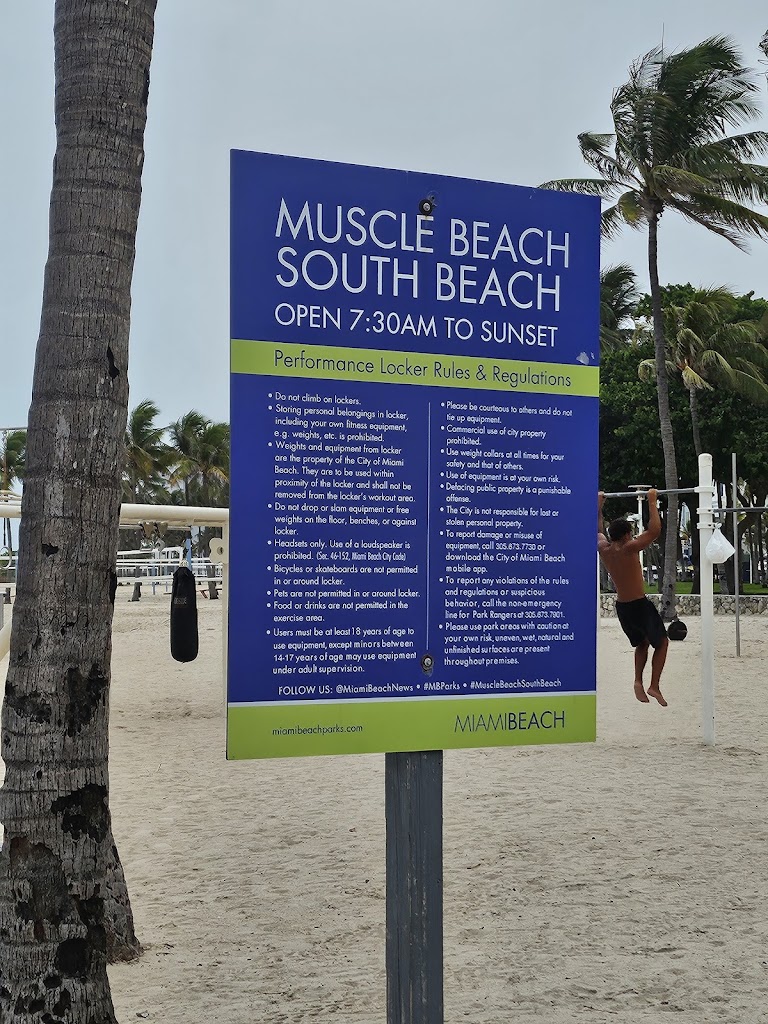 MUSCLE BEACH
SOUTH BEACH
OPEN 7:30AM TO SUNSET
Performance Locker Rules & Regulations
• Do not climb on lockers.
• Storing personal belongings in locker,
including your own fitness equipment,
e.g. weights, etc. is prohibited.
• Weights and equipment from locker
are the property of the City of Miami
Beach. They are to be used within
proximity of the locker and shall not be
removed from the locker's workout area.
• Do not drop or slam equipment or free
weights on the floor, benches, or against
locker.
• Headsets only. Use of a loudspeaker is
prohibited. (Sec. 46-152, Miami Beach City Code)
• Bicycles or skateboards are not permitted
in or around locker.
• Pets are not permitted in or around locker.
• Food or drinks are not permitted in the
exercise area.
• Users must be at least 18 years of age to
use equipment, except minors between
14-17 years of age may use equipment
under adult supervision.
• Please be courteous to others and do not
tie up equipment.
• Commercial use of city property
prohibited.
• Use weight collars at all times for your
safety and that of others.
• Use of equipment is at your own risk.
• Defacing public property is a punishable
offense.
• The City is not responsible for lost or
stolen personal property.
• To report damage or misuse of
equipment, call 305.673.7730 or
download the City of Miami Beach
mobile app.
• To report any violations of the rules
and regulations or suspicious
behavior, call the non-emergency
line for Park Rangers at 305.673.7901.
• Please use park areas with caution at
your own risk, uneven, wet, natural and
unfinished surfaces are present
throughout premises.
FOLLOW US: @MiamiBeachNews • #MBParks • #MuscleBeachSouthBeach
miamibeachparks.com
MIAMIBEACH